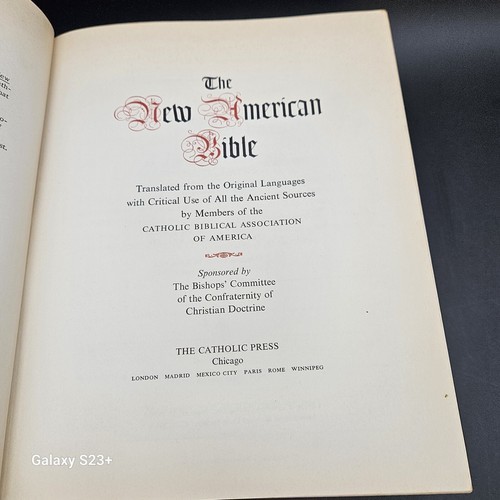 The
New American
Bible
Translated from the Original Languages
with Critical Use of All the Ancient Sources
by Members of the
CATHOLIC BIBLICAL ASSOCIATION
OF AMERICA
Sponsored by
The Bishops' Committee
of the Confraternity of
Christian Doctrine
THE CATHOLIC PRESS
Chicago
LONDON MADRID MEXICO CITY PARIS ROME WINNIPEG
Galaxy S23+